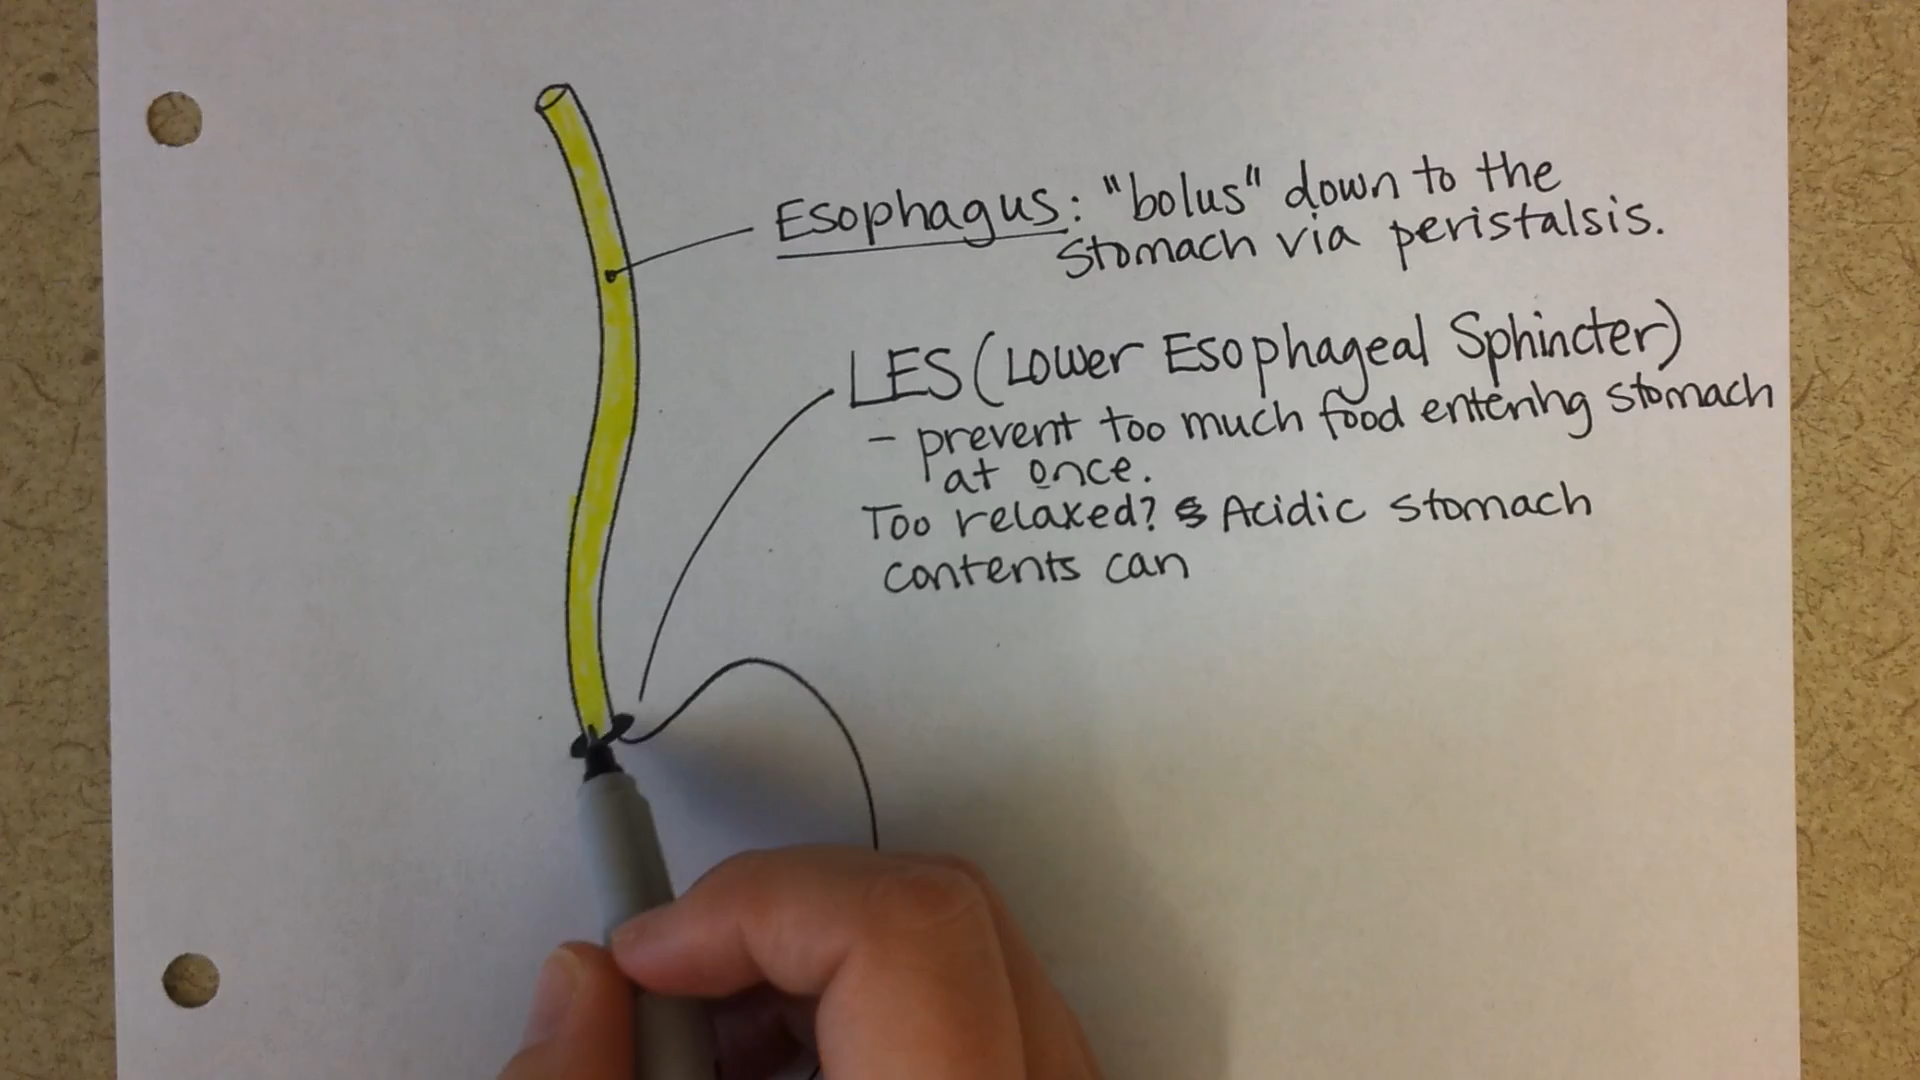 Esophagus: "bolus" down to the
stomach via peristalsis.
LES (Lower Esophageal Sphincter)
- prevent too much food entering stomach
at once.
Too relaxed? Acidic stomach
contents can